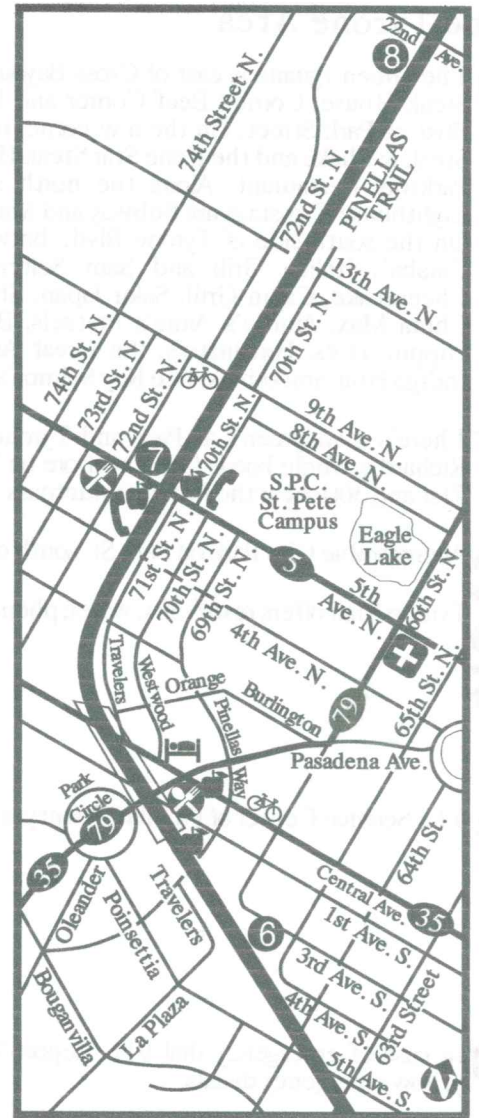 22nd
Ave.
8
74th Street N.
72nd St. N.
PINELLAS
TRAIL
13th Ave. N
70th St. N.
74th St. N.
73rd St. N.
2nd St. N.
9th Ave. N
8th Ave. N.
7
70th St. N.
S.P.C.
St. Pete
Campus
Eagle
Lake
5
5th
Ave. N.
66th St. N.
71st St. N.
70th St. N.
69th St. N.
4th Ave. N.
65th St. N.
Travelers
Westwood
Orange
Burlington
79
Pinellas
Way
Pasadena Ave.
Park
Circle
79
35
64th St.
Central Ave.
35
Oleander
Poinsettia
Travelers
1st Ave. S.
6
3rd Ave. S.
4th Ave. S.
63rd Street
5th Ave. S.
Bouganvilla
La Plaza
N